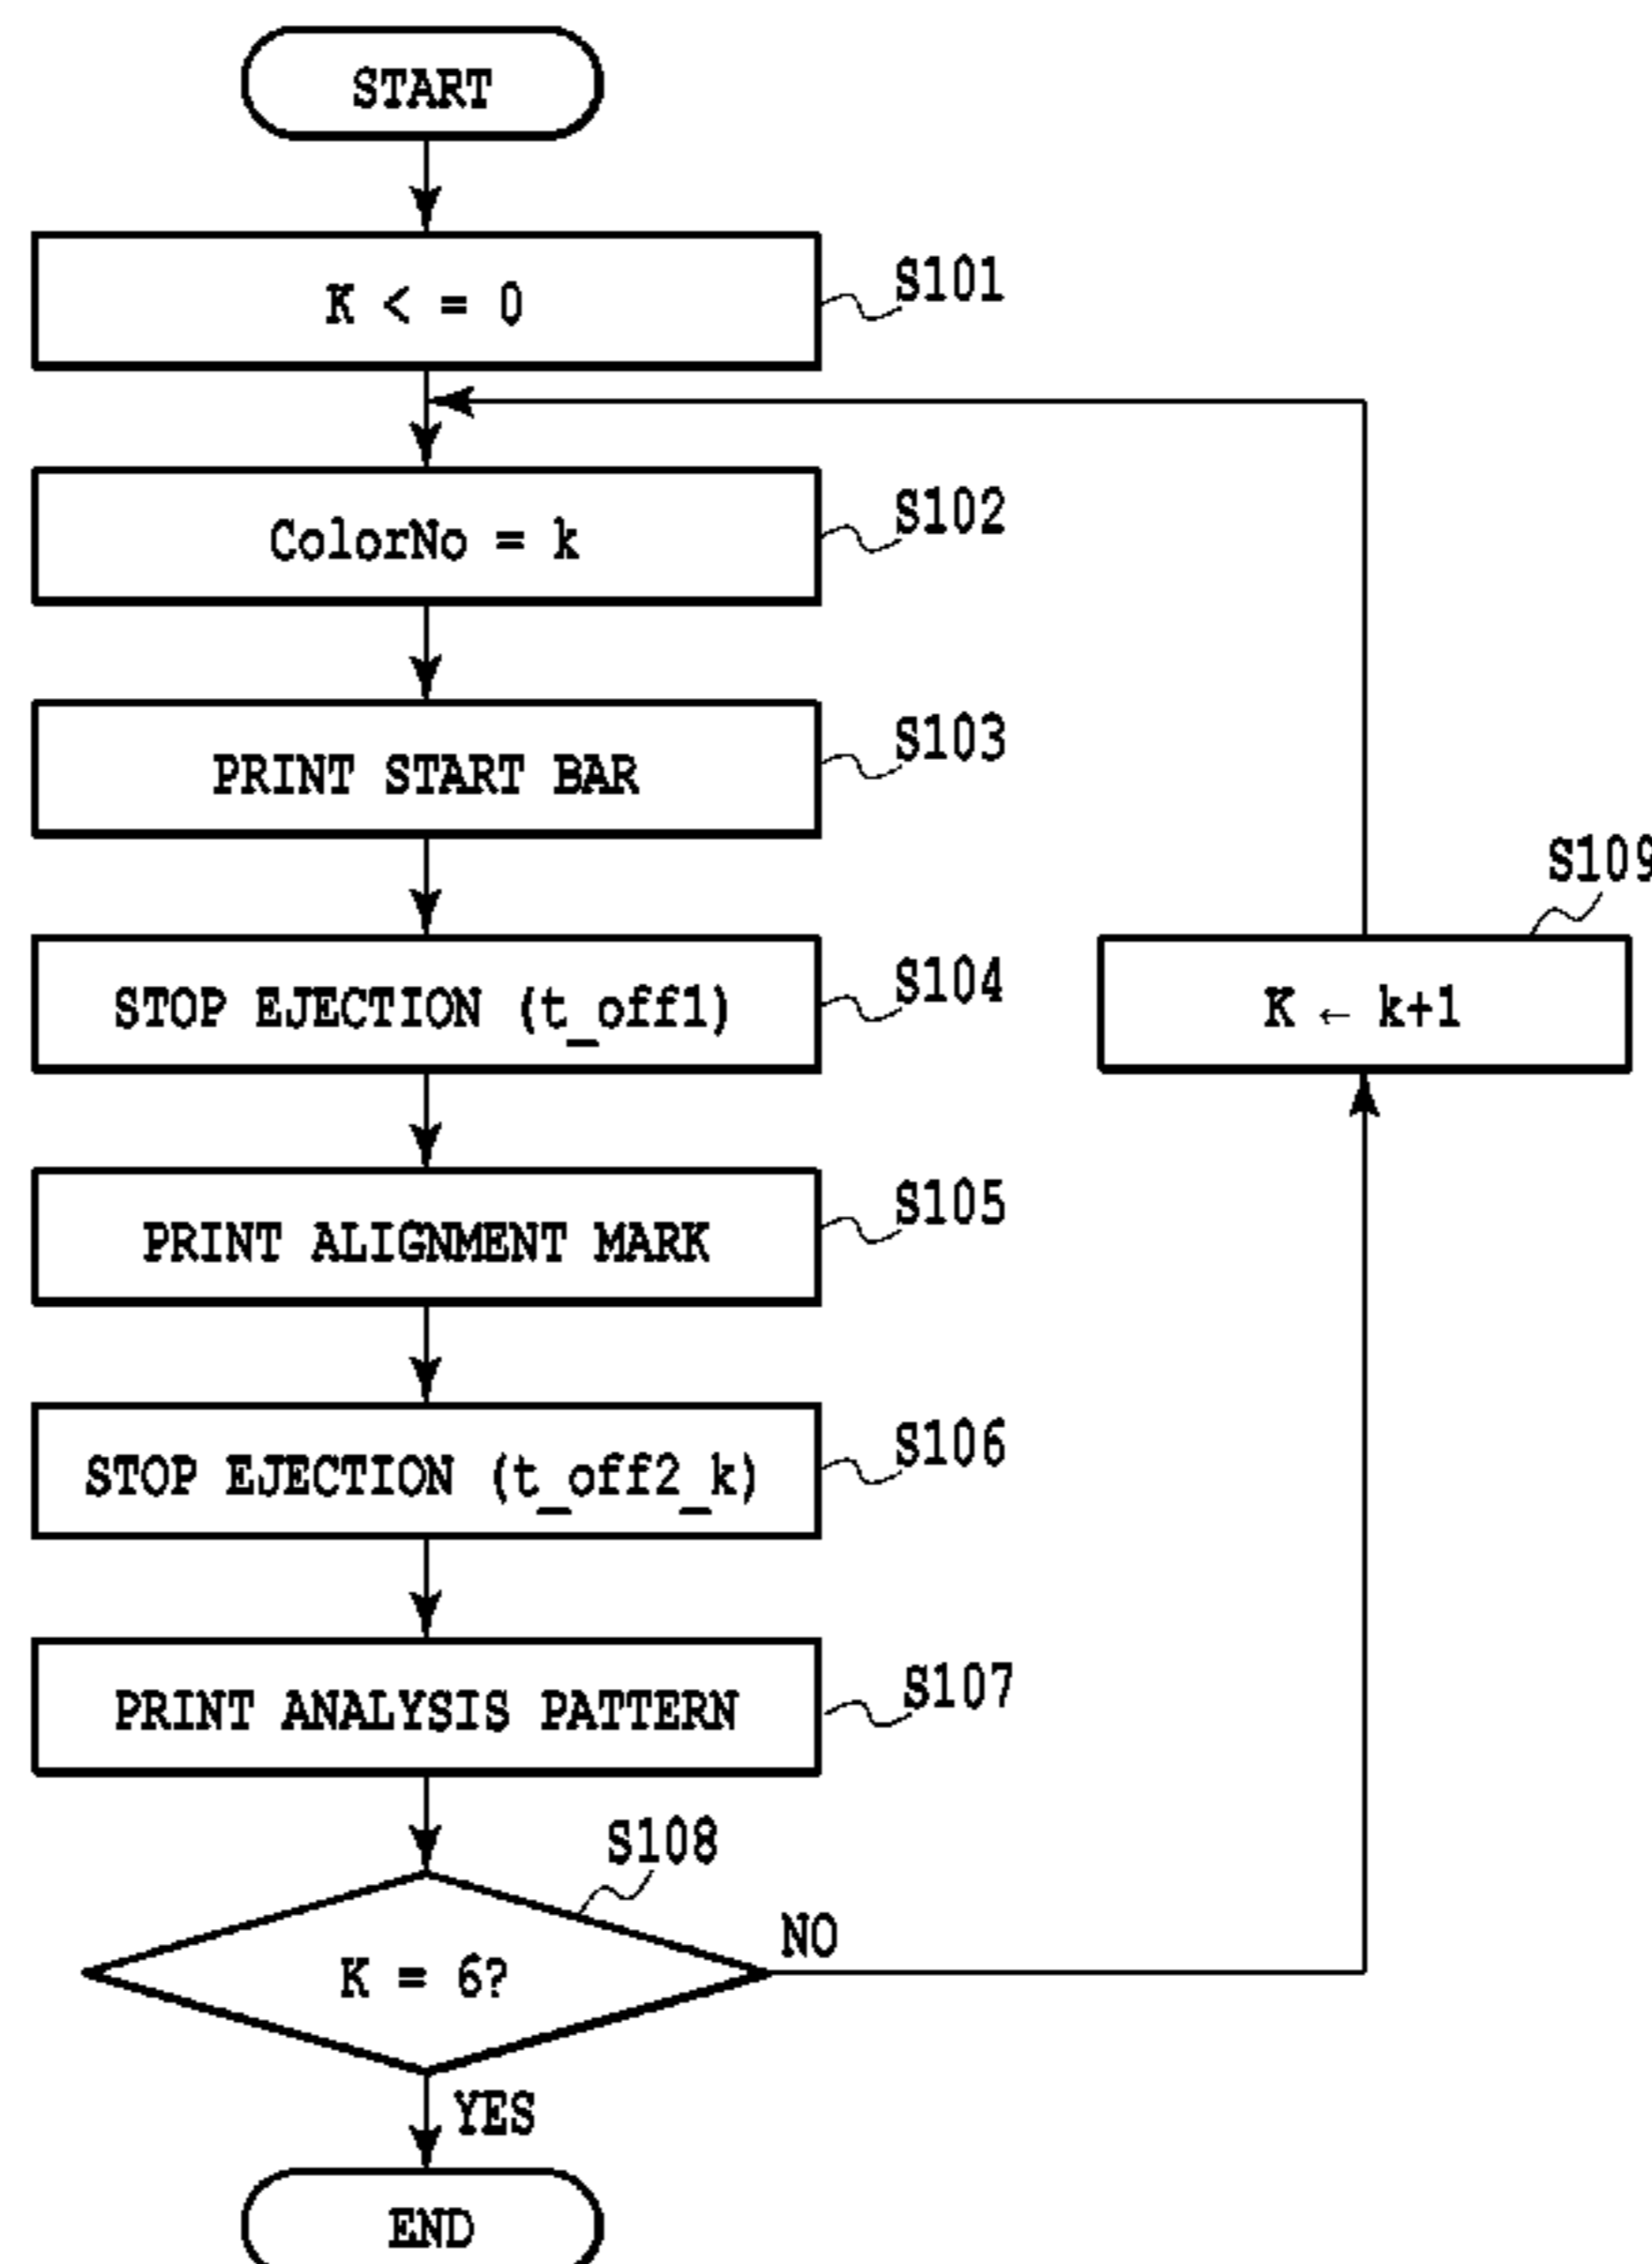 START
K < = 0
S101
ColorNo = k
S102
PRINT START BAR
S103
STOP EJECTION (t_off1)
S104
PRINT ALIGNMENT MARK
S105
STOP EJECTION (t_off2_k)
S106
PRINT ANALYSIS PATTERN
S107
S108
K = 6?
NO
YES
END
S109
K ← k+1